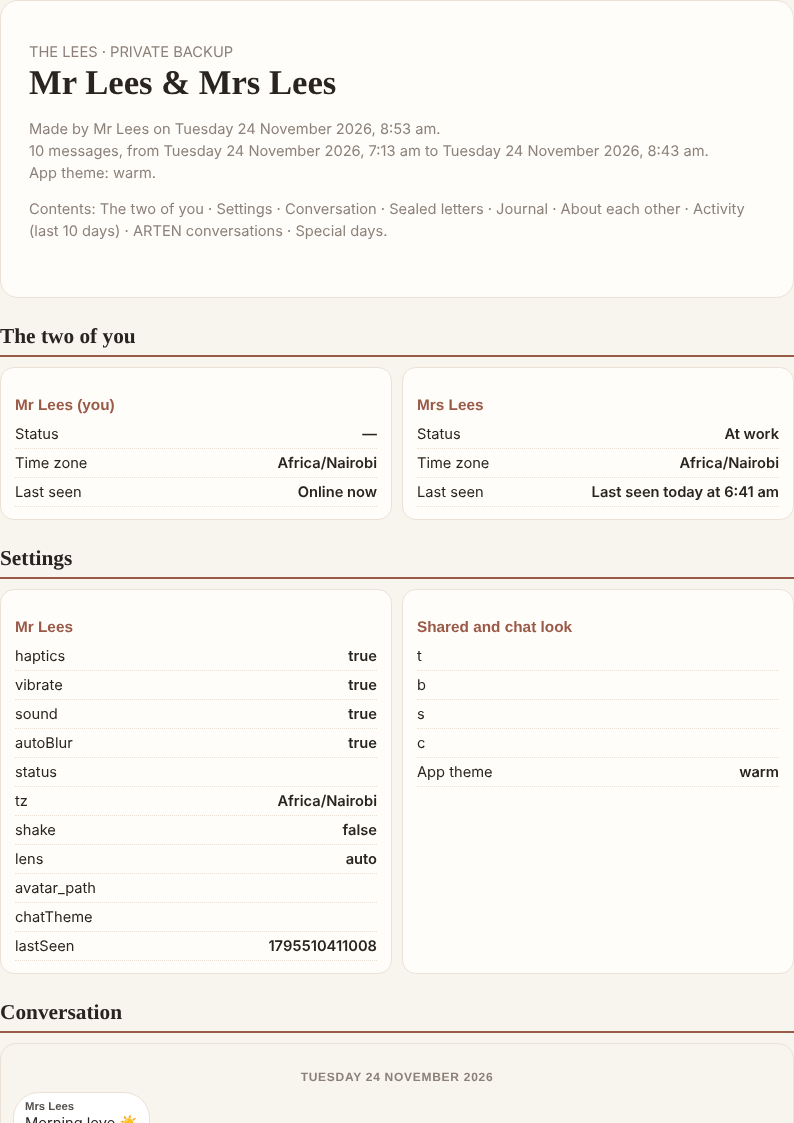 THE LEES · PRIVATE BACKUP
Mr Lees & Mrs Lees
Made by Mr Lees on Tuesday 24 November 2026, 8:53 am.
10 messages, from Tuesday 24 November 2026, 7:13 am to Tuesday 24 November 2026, 8:43 am.
App theme: warm.
Contents: The two of you · Settings · Conversation · Sealed letters · Journal · About each other · Activity
(last 10 days) · ARTEN conversations · Special days.
The two of you
Mr Lees (you)
Status —
Time zone Africa/Nairobi
Last seen Online now
Mrs Lees
Status At work
Time zone Africa/Nairobi
Last seen Last seen today at 6:41 am
Settings
Mr Lees
haptics true
vibrate true
sound true
autoBlur true
status
tz Africa/Nairobi
shake false
lens auto
avatar_path
chatTheme
lastSeen 1795510411008
Shared and chat look
t
b
s
c
App theme warm
Conversation
TUESDAY 24 NOVEMBER 2026
Mrs Lees
Morning love ☀️